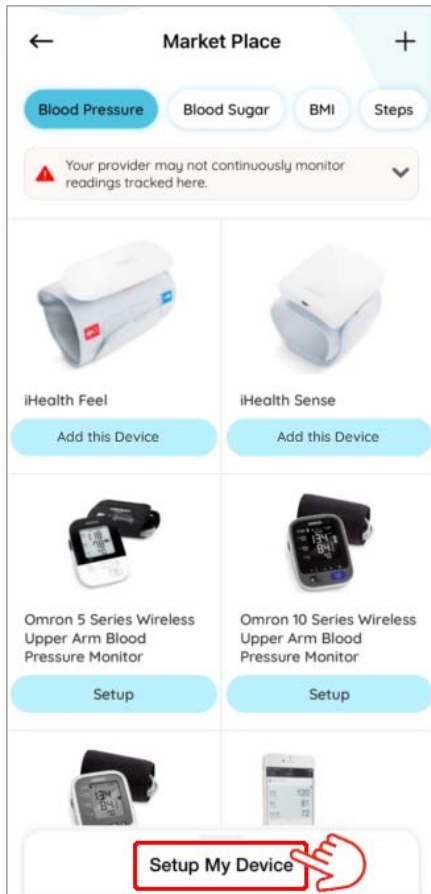 Market Place
Blood Pressure
Blood Sugar
BMI
Steps
Your provider may not continuously monitor
readings tracked here.
iHealth Feel
iHealth Sense
Add this Device
Add this Device
Omron 5 Series Wireless
Upper Arm Blood
Pressure Monitor
Omron 10 Series Wireless
Upper Arm Blood
Pressure Monitor
Setup
Setup
Setup My Device